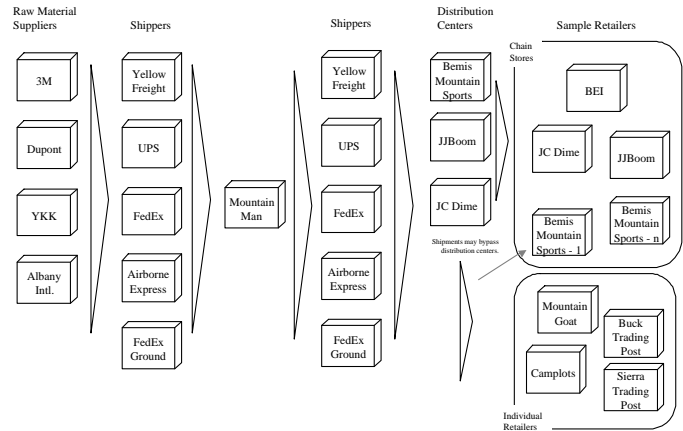 Raw Material
Suppliers
Shippers
Shippers
Distribution
Centers
Sample Retailers
3M
Dupont
YKK
Albany
Intl.
Yellow
Freight
UPS
FedEx
Airborne
Express
FedEx
Ground
Mountain
Man
Yellow
Freight
UPS
FedEx
Airborne
Express
FedEx
Ground
Bemis
Mountain
Sports
JJBoom
JC Dime
Shipments may bypass
distribution centers.
Chain
Stores
BEI
JC Dime
JJBoom
Bemis
Mountain
Sports - 1
Bemis
Mountain
Sports - n
Mountain
Goat
Buck
Trading
Post
Camplots
Sierra
Trading
Post
Individual
Retailers